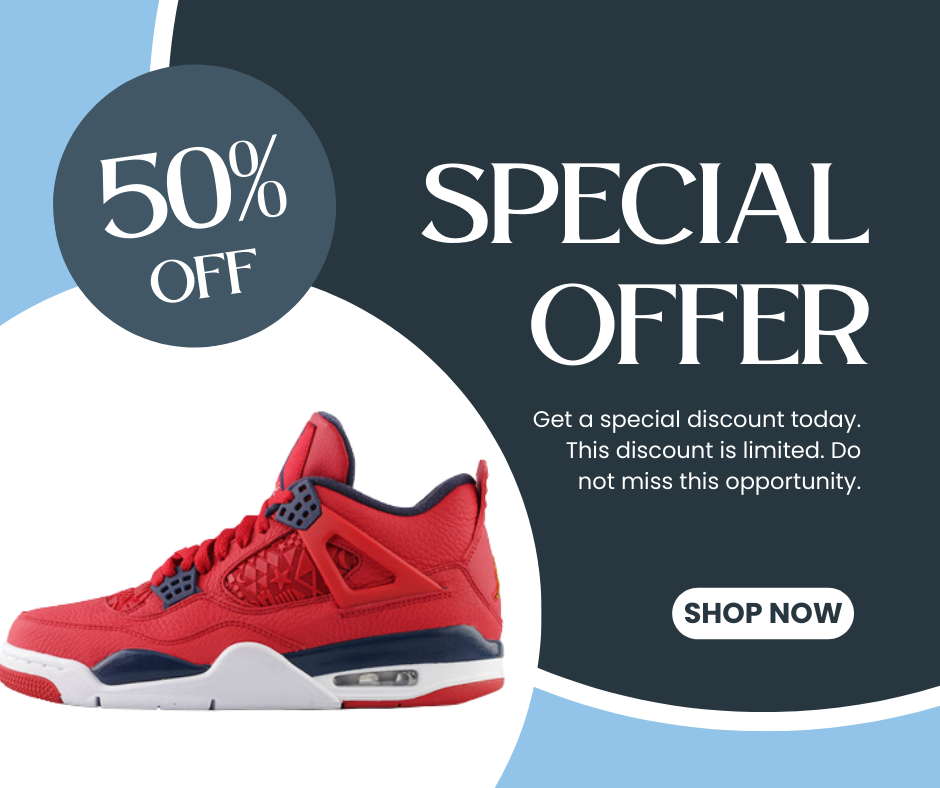 50%
OFF
SPECIAL
OFFER
Get a special discount today.
This discount is limited. Do
not miss this opportunity.
SHOP NOW